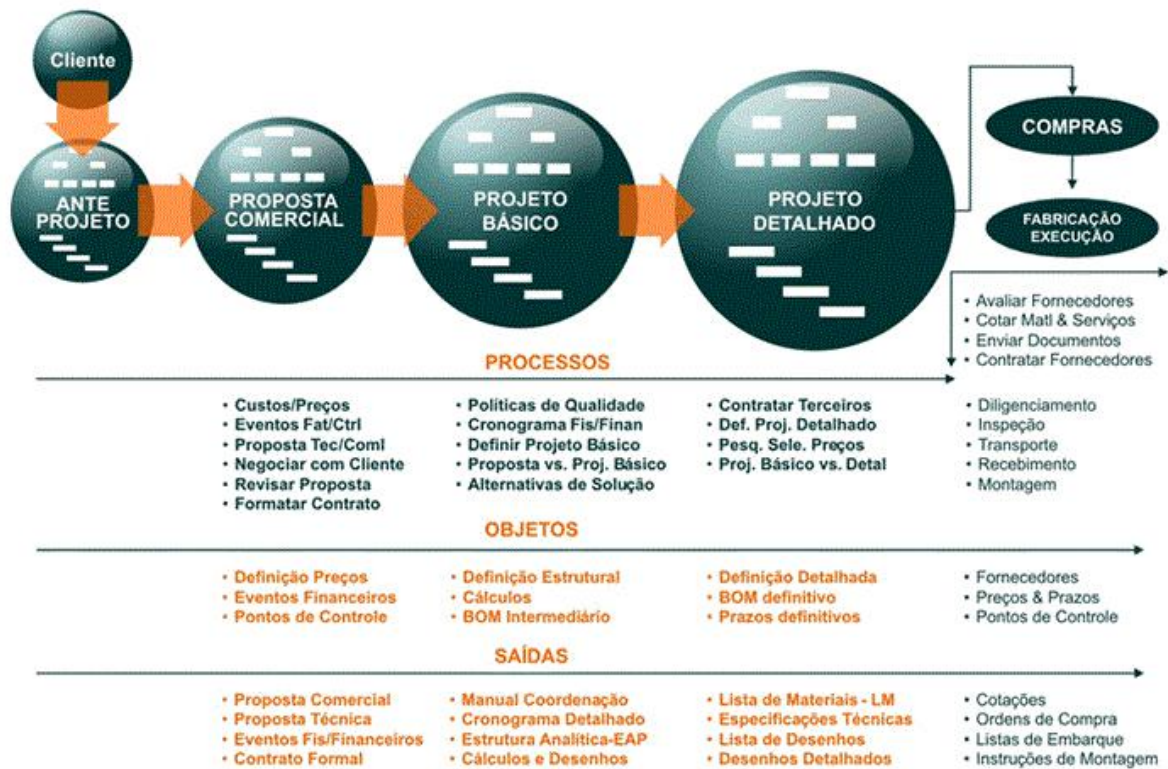 Cliente
ANTE
PROJETO
PROPOSTA
COMERCIAL
PROJETO
BÁSICO
PROJETO
DETALHADO
COMPRAS
FABRICAÇÃO
EXECUÇÃO
• Avaliar Fornecedores
• Cotar Matl & Serviços
• Enviar Documentos
• Contratar Fornecedores
PROCESSOS
• Custos/Preços
• Eventos Fat/Ctrl
• Proposta Tec/Coml
• Negociar com Cliente
• Revisar Proposta
• Formatar Contrato
• Políticas de Qualidade
• Cronograma Fis/Finan
• Definir Projeto Básico
• Proposta vs. Proj. Básico
• Alternativas de Solução
• Contratar Terceiros
• Def. Proj. Detalhado
• Pesq. Sele. Preços
• Proj. Básico vs. Detal
• Diligenciamento
• Inspeção
• Transporte
• Recebimento
• Montagem
OBJETOS
• Definição Preços
• Eventos Financeiros
• Pontos de Controle
• Definição Estrutural
• Cálculos
• BOM Intermediário
• Definição Detalhada
• BOM definitivo
• Prazos definitivos
• Fornecedores
• Preços & Prazos
• Pontos de Controle
SAÍDAS
• Proposta Comercial
• Proposta Técnica
• Eventos Fis/Financeiros
• Contrato Formal
• Manual Coordenação
• Cronograma Detalhado
• Estrutura Analítica-EAP
• Cálculos e Desenhos
• Lista de Materiais - LM
• Especificações Técnicas
• Lista de Desenhos
• Desenhos Detalhados
• Cotações
• Ordens de Compra
• Listas de Embarque
• Instruções de Montagem